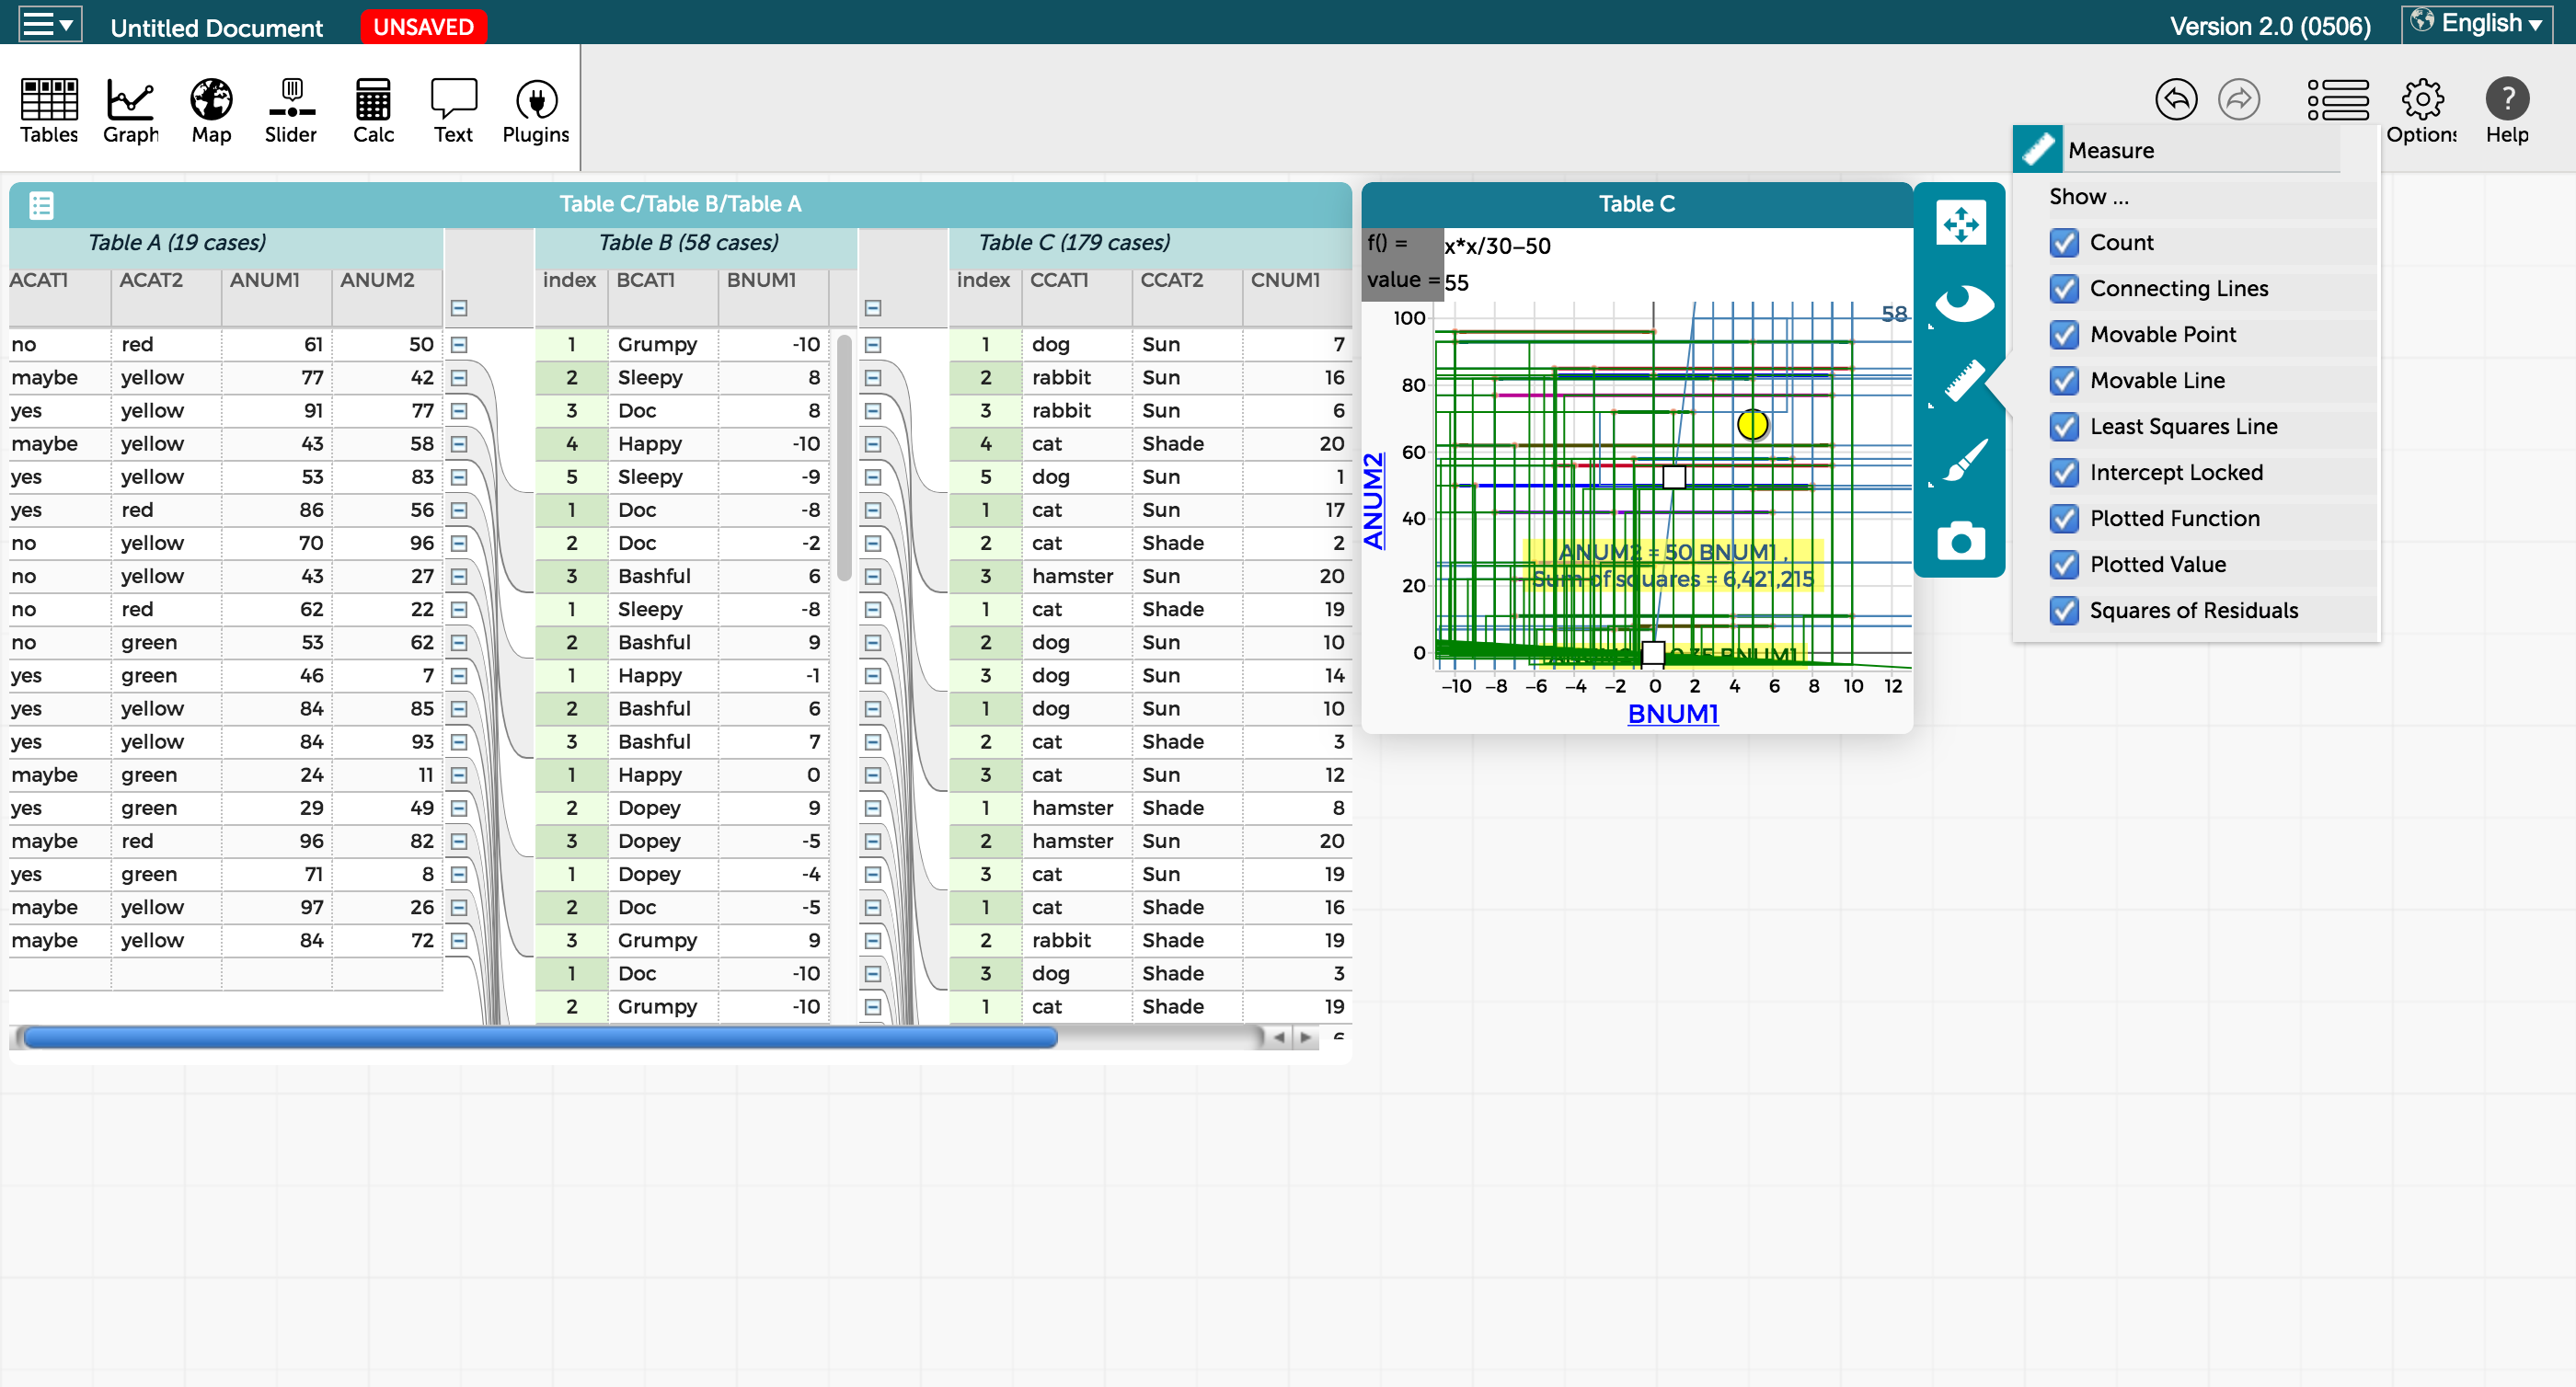 Untitled Document UNSAVED Version 2.0 (0506) English
Tables Graph Map Slider Calc Text Plugins Options Help
Table C/Table B/Table A
Table A (19 cases) Table B (58 cases) Table C (179 cases)
ACAT1 ACAT2 ANUM1 ANUM2 index BCAT1 BNUM1 index CCAT1 CCAT2 CNUM1
no red 61 50 1 Grumpy -10 1 dog Sun 7
maybe yellow 77 42 2 Sleepy 8 2 rabbit Sun 16
yes yellow 91 77 3 Doc 8 3 rabbit Sun 6
maybe yellow 43 58 4 Happy -10 4 cat Shade 20
yes yellow 53 83 5 Sleepy -9 5 dog Sun 1
yes red 86 56 1 Doc -8 1 cat Sun 17
no yellow 70 96 2 Doc -2 2 cat Shade 2
no yellow 43 27 3 Bashful 6 3 hamster Sun 20
no red 62 22 1 Sleepy -8 1 cat Shade 19
no green 53 62 2 Bashful 9 2 dog Sun 10
yes green 46 7 1 Happy -1 3 dog Sun 14
yes yellow 84 85 2 Bashful 6 1 dog Sun 10
yes yellow 84 93 3 Bashful 7 2 cat Shade 3
maybe green 24 11 1 Happy 0 3 cat Sun 12
yes green 29 49 2 Dopey 9 1 hamster Shade 8
maybe red 96 82 3 Dopey -5 2 hamster Sun 20
yes green 71 8 1 Dopey -4 3 cat Sun 19
maybe yellow 97 26 2 Doc -5 1 cat Shade 16
maybe yellow 84 72 3 Grumpy 9 2 rabbit Shade 19
1 Doc -10 3 dog Shade 3
2 Grumpy -10 1 cat Shade 19
Table C
f() = x*x/30–50
value = 55
58
100
80
60
40
20
0
ANUM2
ANUM2 = 50 BNUM1 ,
Sum of squares = 6,421,215
BNUM1
–10 –8 –6 –4 –2 0 2 4 6 8 10 12
BNUM1
Measure
Show ...
Count
Connecting Lines
Movable Point
Movable Line
Least Squares Line
Intercept Locked
Plotted Function
Plotted Value
Squares of Residuals